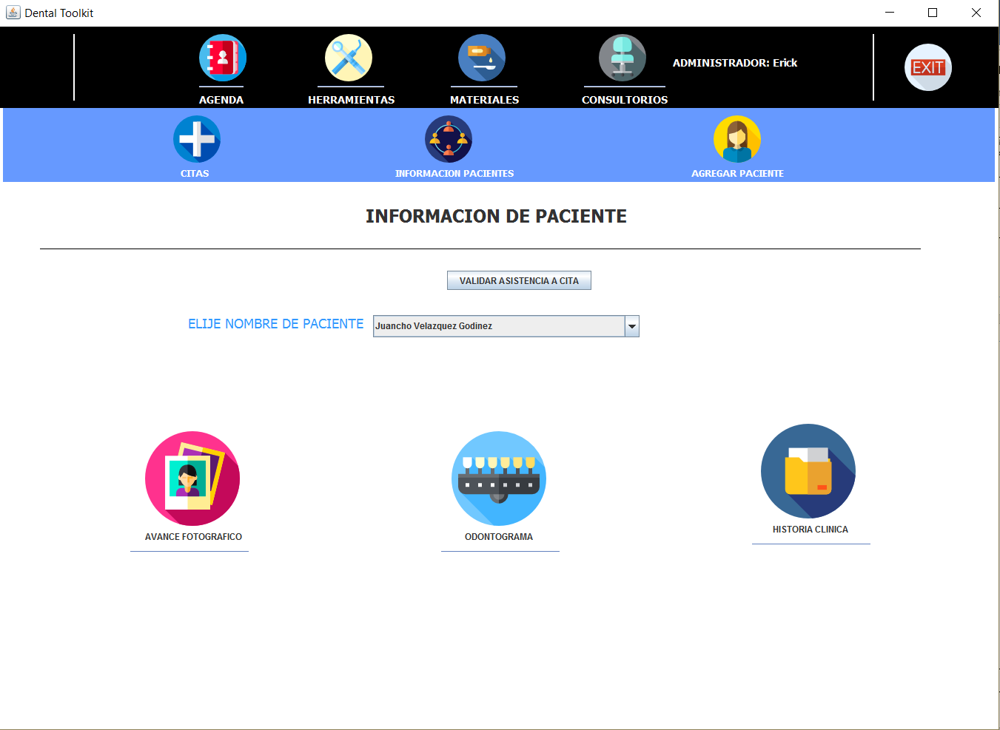 Dental Toolkit
AGENDA
HERRAMIENTAS
MATERIALES
CONSULTORIOS
ADMINISTRADOR: Erick
EXIT
CITAS
INFORMACION PACIENTES
AGREGAR PACIENTE
INFORMACION DE PACIENTE
VALIDAR ASISTENCIA A CITA
ELIJE NOMBRE DE PACIENTE
Juancho Velazquez Godinez
AVANCE FOTOGRAFICO
ODONTOGRAMA
HISTORIA CLINICA